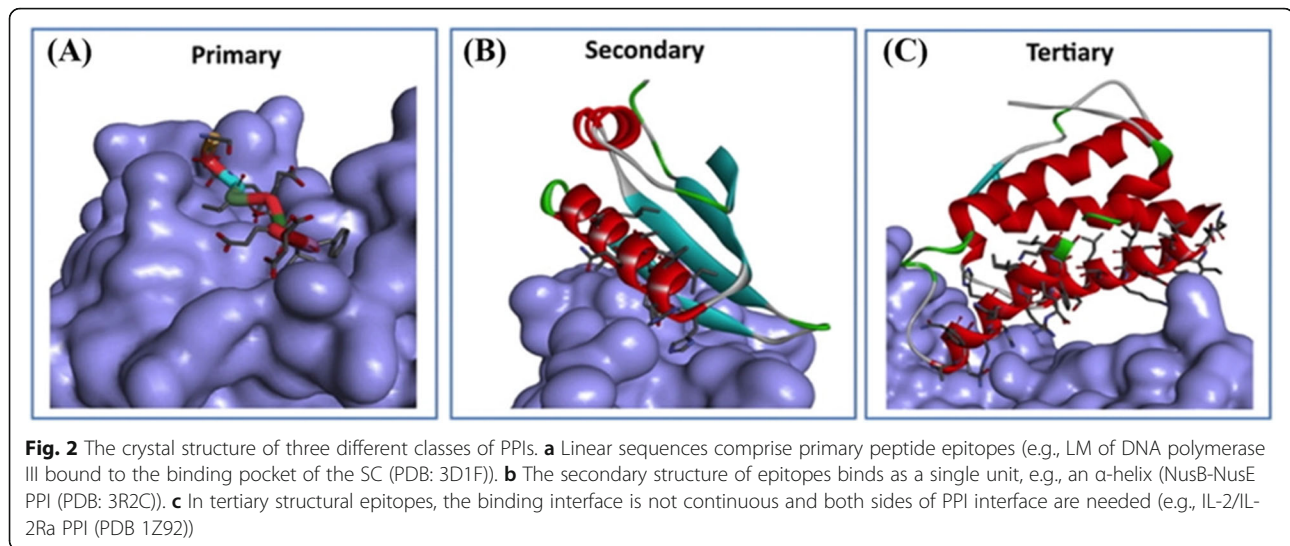 (A)
Primary
(B)
Secondary
(C)
Tertiary
Fig. 2 The crystal structure of three different classes of PPIs. a Linear sequences comprise primary peptide epitopes (e.g., LM of DNA polymerase
III bound to the binding pocket of the SC (PDB: 3D1F)). b The secondary structure of epitopes binds as a single unit, e.g., an α-helix (NusB-NusE
PPI (PDB: 3R2C)). c In tertiary structural epitopes, the binding interface is not continuous and both sides of PPI interface are needed (e.g., IL-2/IL-
2Ra PPI (PDB 1Z92))